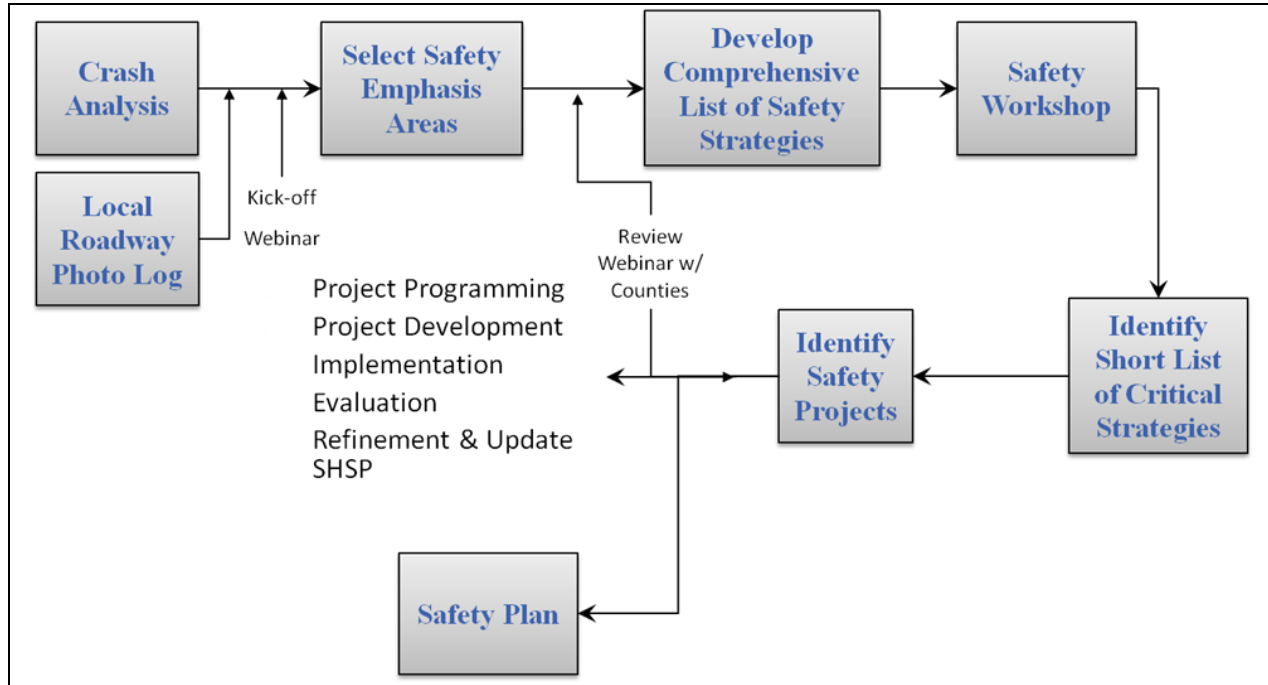 Crash
Analysis
Select Safety
Emphasis
Areas
Develop
Comprehensive
List of Safety
Strategies
Safety
Workshop
Local
Roadway
Photo Log
Kick-off
Webinar
Review
Webinar w/
Counties
Project Programming
Project Development
Implementation
Evaluation
Refinement & Update
SHSP
Identify
Safety
Projects
Identify
Short List
of Critical
Strategies
Safety Plan